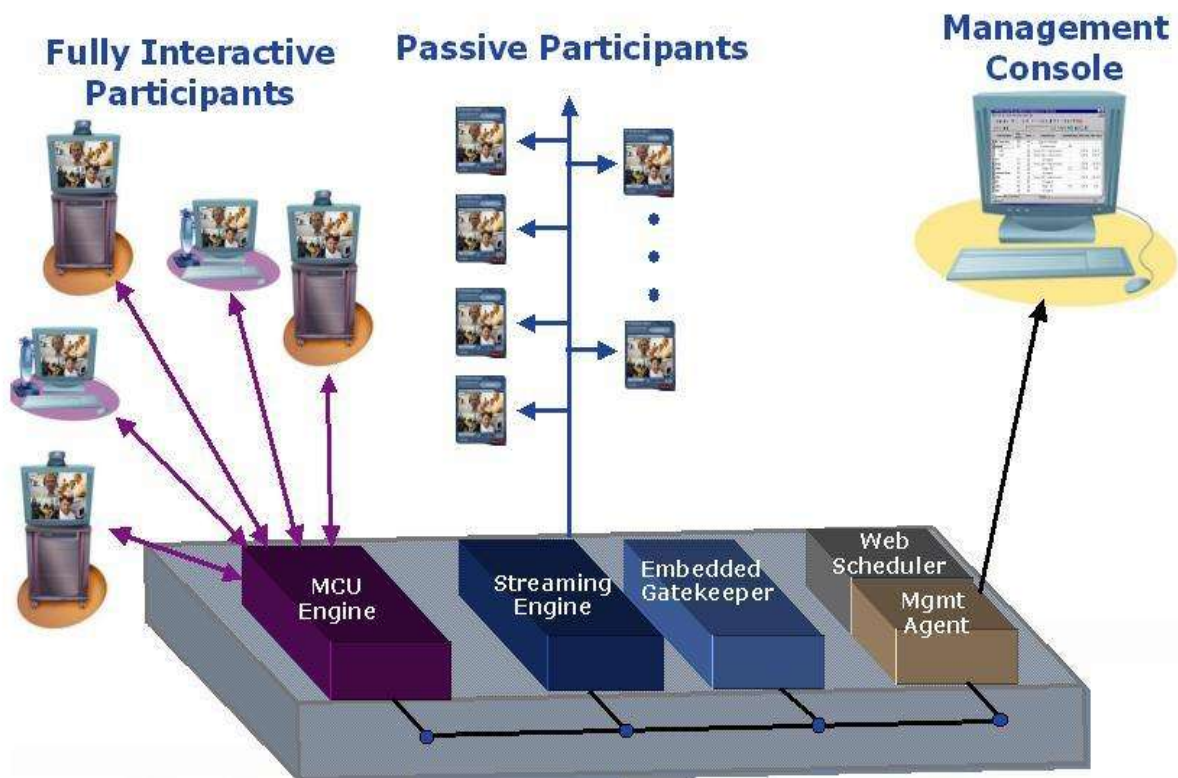 Fully Interactive
Participants
Passive Participants
Management
Console
MCU
Engine
Streaming
Engine
Embedded
Gatekeeper
Web
Scheduler
Mgmt
Agent